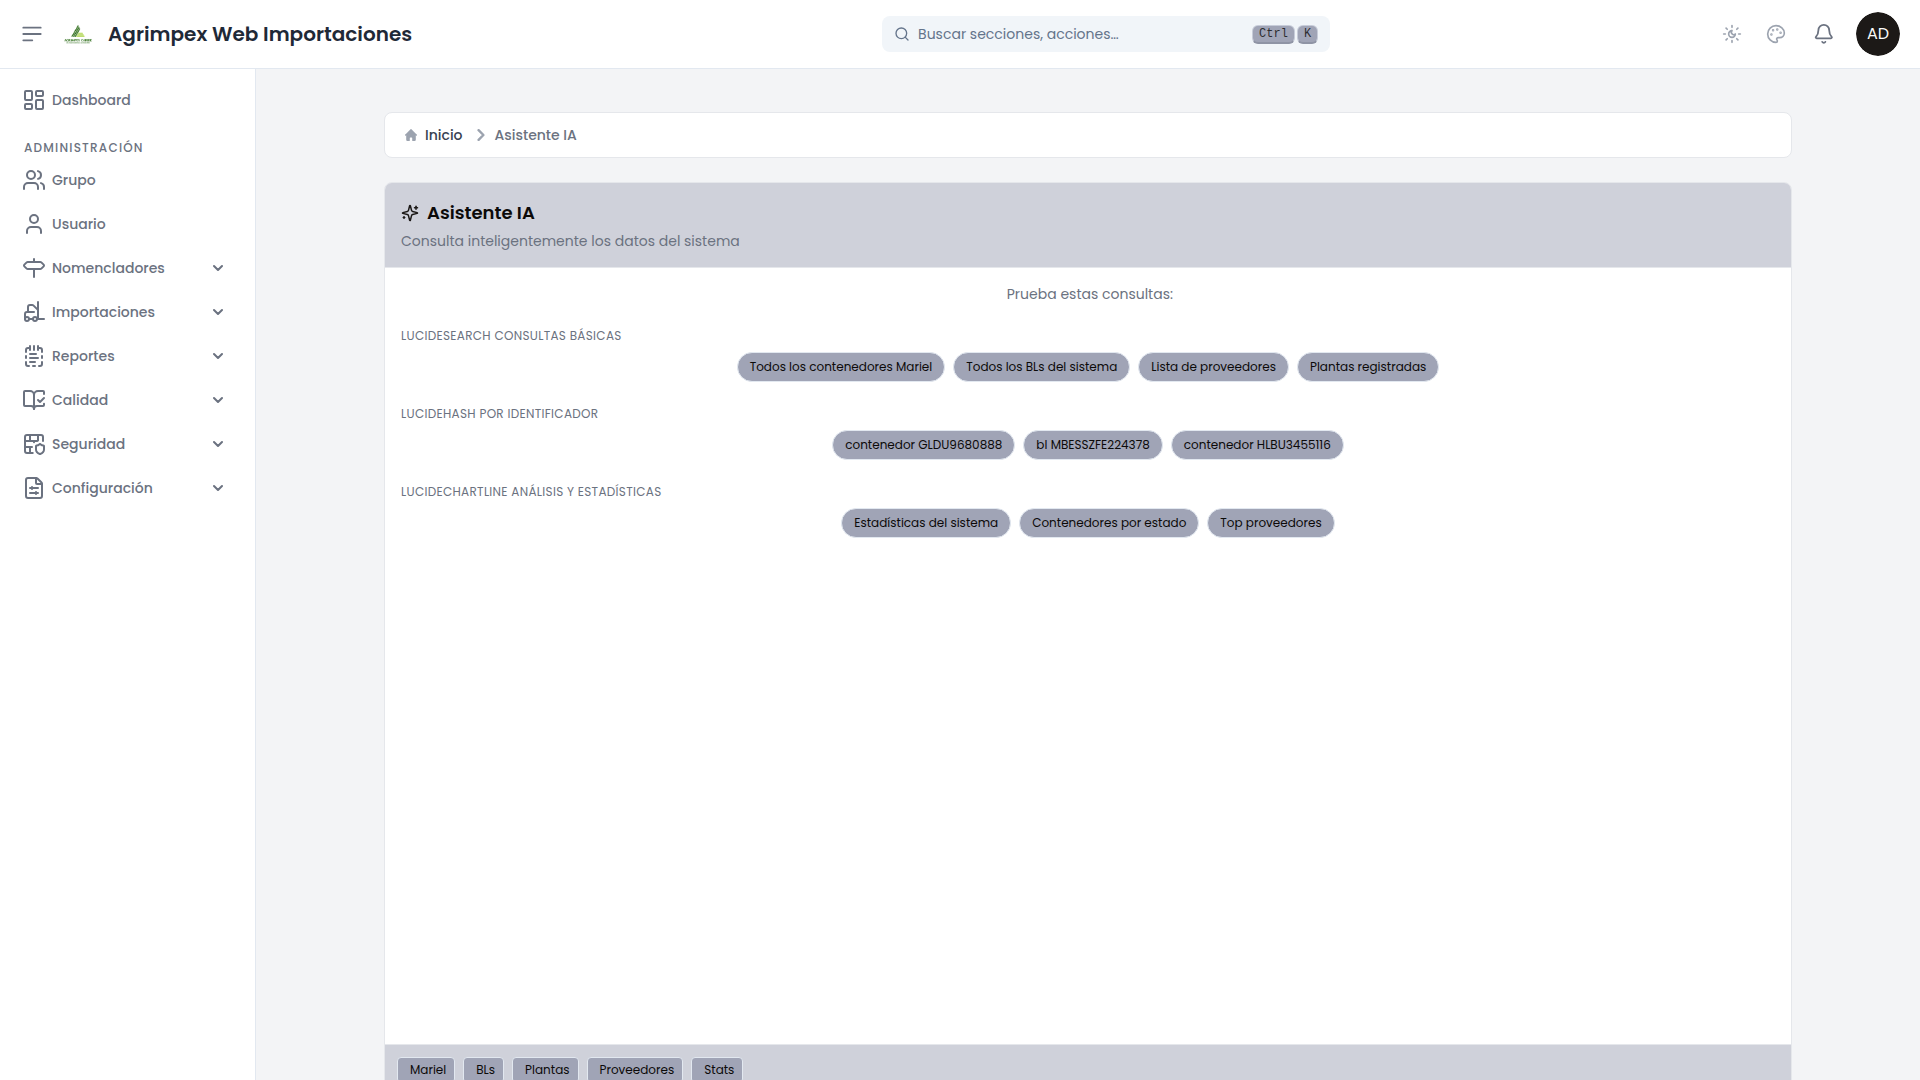 Agrimpex Web Importaciones
Buscar secciones, acciones...
Ctrl K
AD
Dashboard
ADMINISTRACIÓN
Grupo
Usuario
Nomencladores
Importaciones
Reportes
Calidad
Seguridad
Configuración
Inicio
Asistente IA
Asistente IA
Consulta inteligentemente los datos del sistema
Prueba estas consultas:
LUCIDESEARCH CONSULTAS BÁSICAS
Todos los contenedores Mariel
Todos los BLs del sistema
Lista de proveedores
Plantas registradas
LUCIDEHASH POR IDENTIFICADOR
contenedor GLDU9680888
bl MBESSZFE224378
contenedor HLBU3455116
LUCIDECHARTLINE ANÁLISIS Y ESTADÍSTICAS
Estadísticas del sistema
Contenedores por estado
Top proveedores
Mariel
BLs
Plantas
Proveedores
Stats